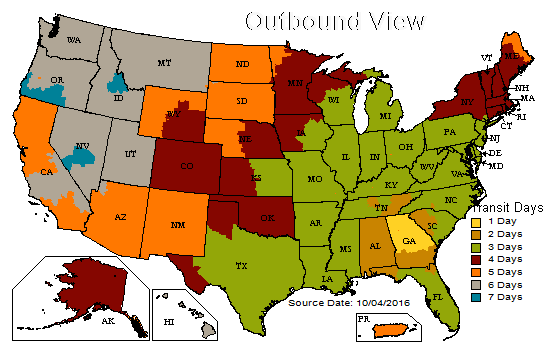 Outbound View
WA
OR
ID
MT
WY
NV
UT
CA
CO
AZ
NM
ND
SD
NE
KS
OK
TX
MN
IA
MO
AR
LA
WI
IL
IN
MI
OH
KY
TN
MS
AL
GA
FL
SC
NC
VA
WV
PA
NY
VT
ME
NH
MA
RI
CT
NJ
DE
MD
AK
HI
PR
Transit Days
1 Day
2 Days
3 Days
4 Days
5 Days
6 Days
7 Days
Source Date: 10/04/2016